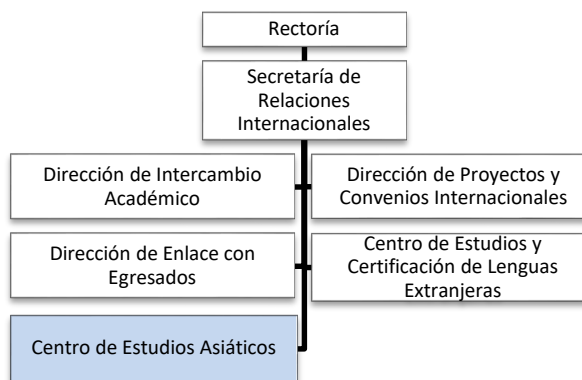 Rectoría
Secretaría de
Relaciones
Internacionales
Dirección de Intercambio
Académico
Dirección de Proyectos y
Convenios Internacionales
Dirección de Enlace con
Egresados
Centro de Estudios y
Certificación de Lenguas
Extranjeras
Centro de Estudios Asiáticos